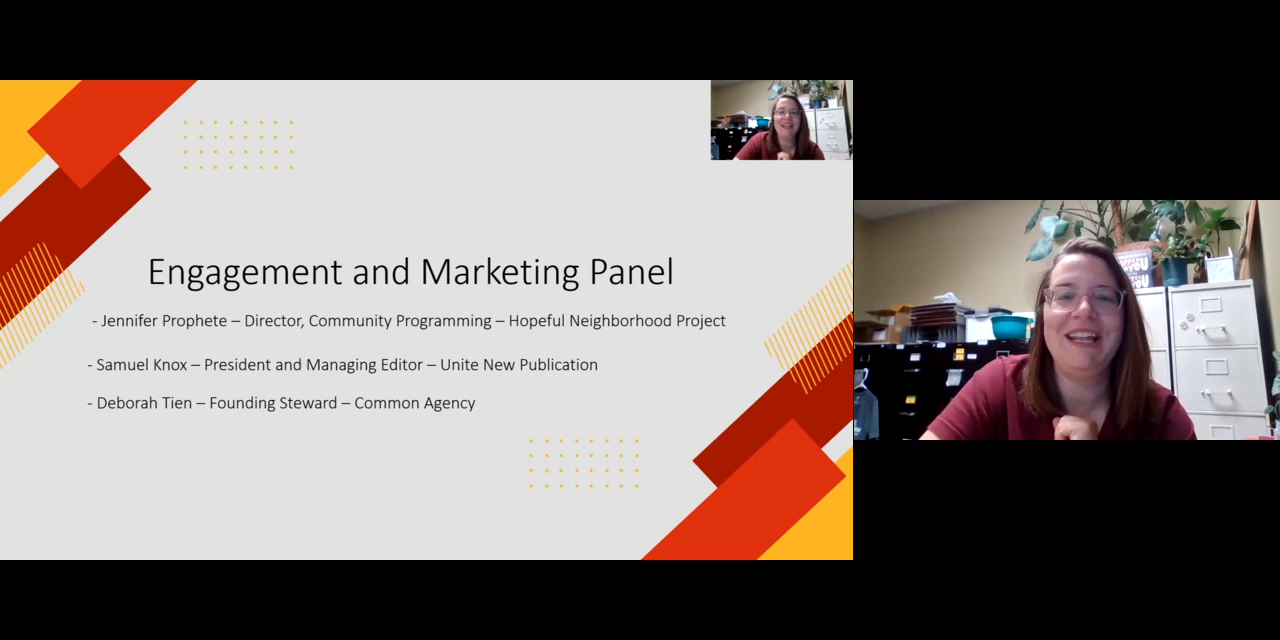 Engagement and Marketing Panel
- Jennifer Prophete – Director, Community Programming – Hopeful Neighborhood Project
- Samuel Knox – President and Managing Editor – Unite New Publication
- Deborah Tien – Founding Steward – Common Agency
YOU